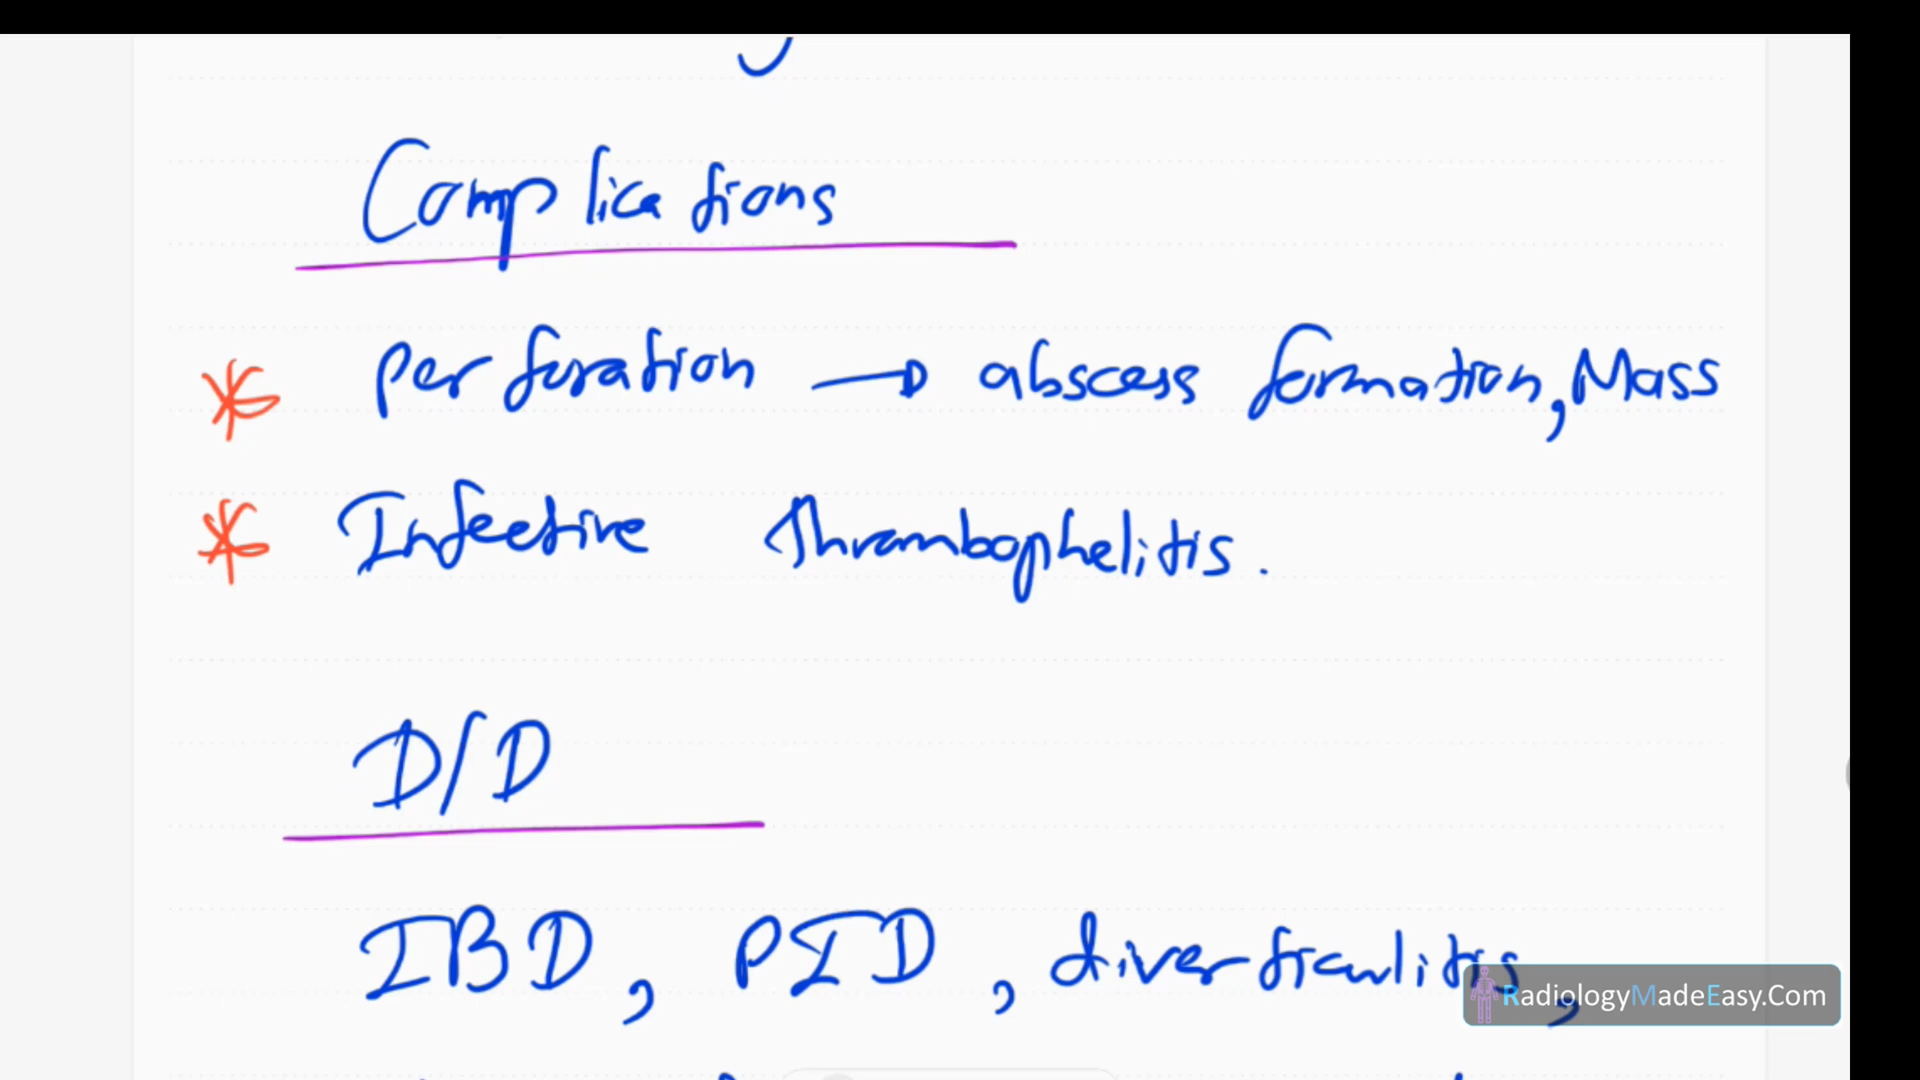 Complications
Perforation → abscess formation, Mass
Infective thrombophelitis.
D/D
IBD, PID, diverticulitis,
RadiologyMadeEasy.Com